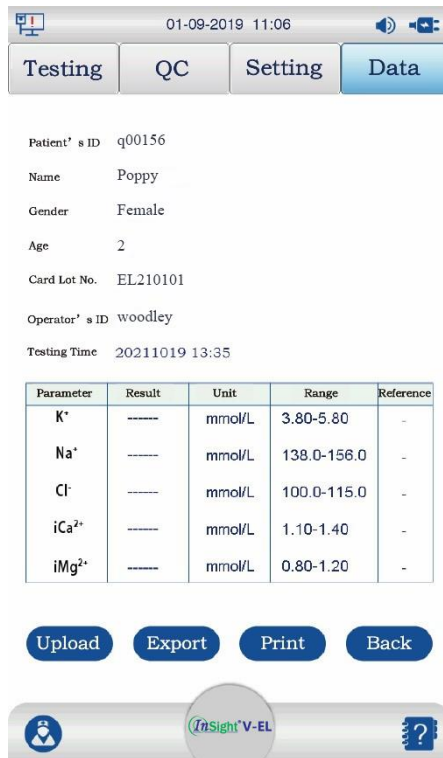 01-09-2019 11:06
Testing QC Setting Data
Patient's ID q00156
Name Poppy
Gender Female
Age 2
Card Lot No. EL210101
Operator's ID woodley
Testing Time 20211019 13:35
Parameter Result Unit Range Reference
K⁺ ------ mmol/L 3.80-5.80 -
Na⁺ ------ mmol/L 138.0-156.0 -
Cl⁻ ------ mmol/L 100.0-115.0 -
iCa²⁺ ------ mmol/L 1.10-1.40 -
iMg²⁺ ------ mmol/L 0.80-1.20 -
Upload Export Print Back
InSight® V-EL